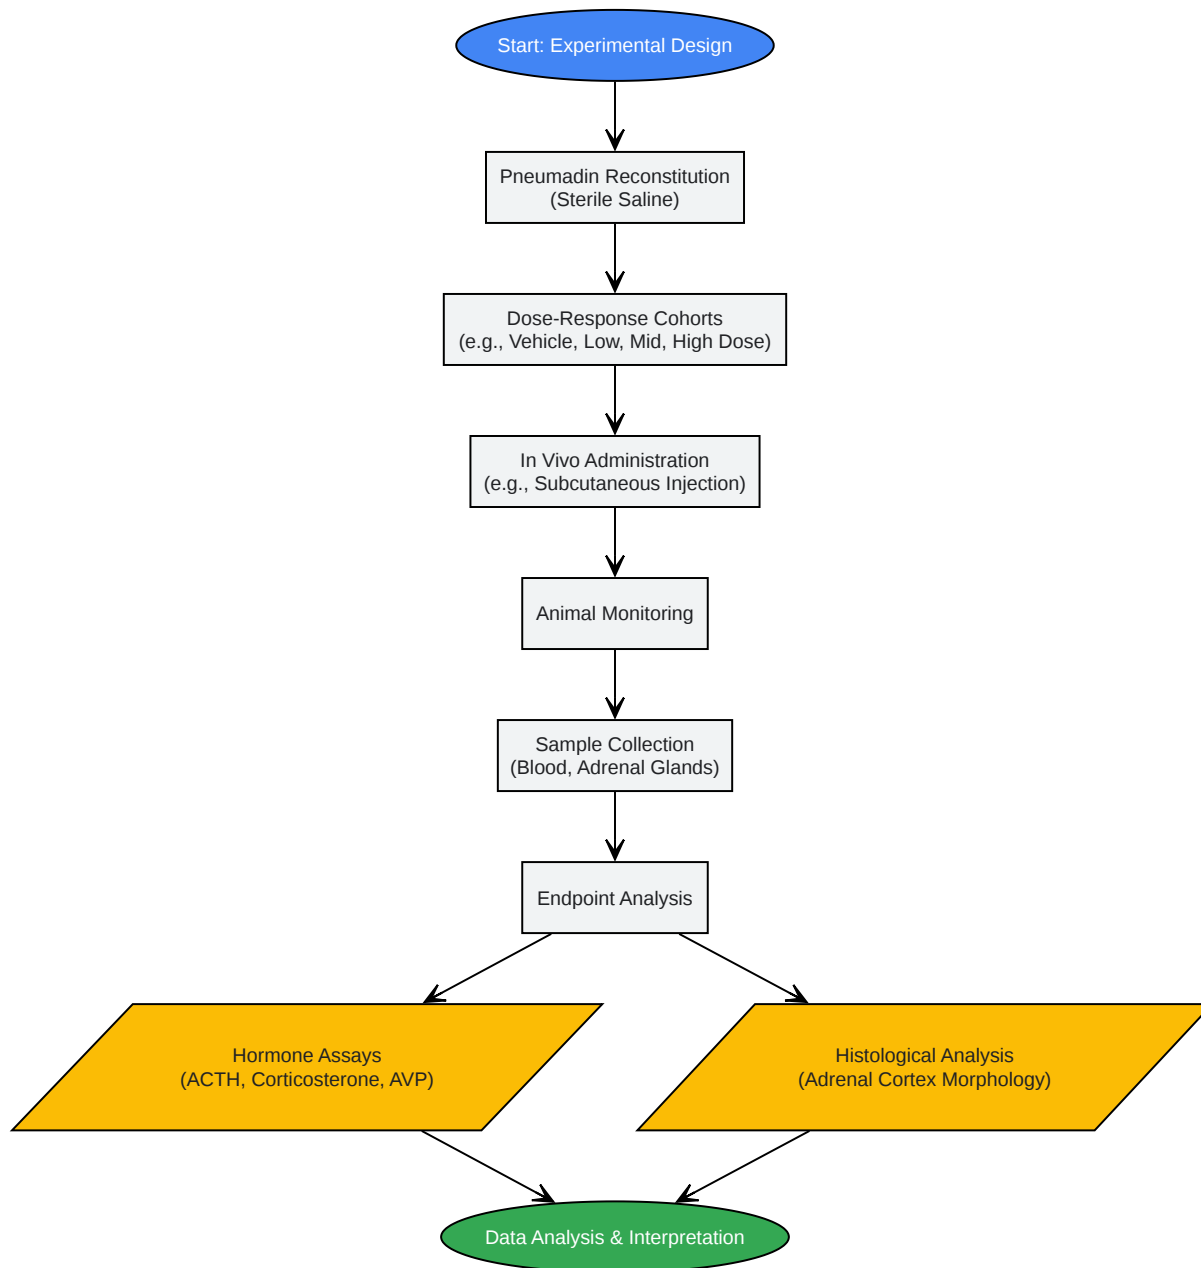 Start: Experimental Design
Pneumadin Reconstitution
(Sterile Saline)
Dose-Response Cohorts
(e.g., Vehicle, Low, Mid, High Dose)
In Vivo Administration
(e.g., Subcutaneous Injection)
Animal Monitoring
Sample Collection
(Blood, Adrenal Glands)
Endpoint Analysis
Hormone Assays
(ACTH, Corticosterone, AVP)
Histological Analysis
(Adrenal Cortex Morphology)
Data Analysis & Interpretation